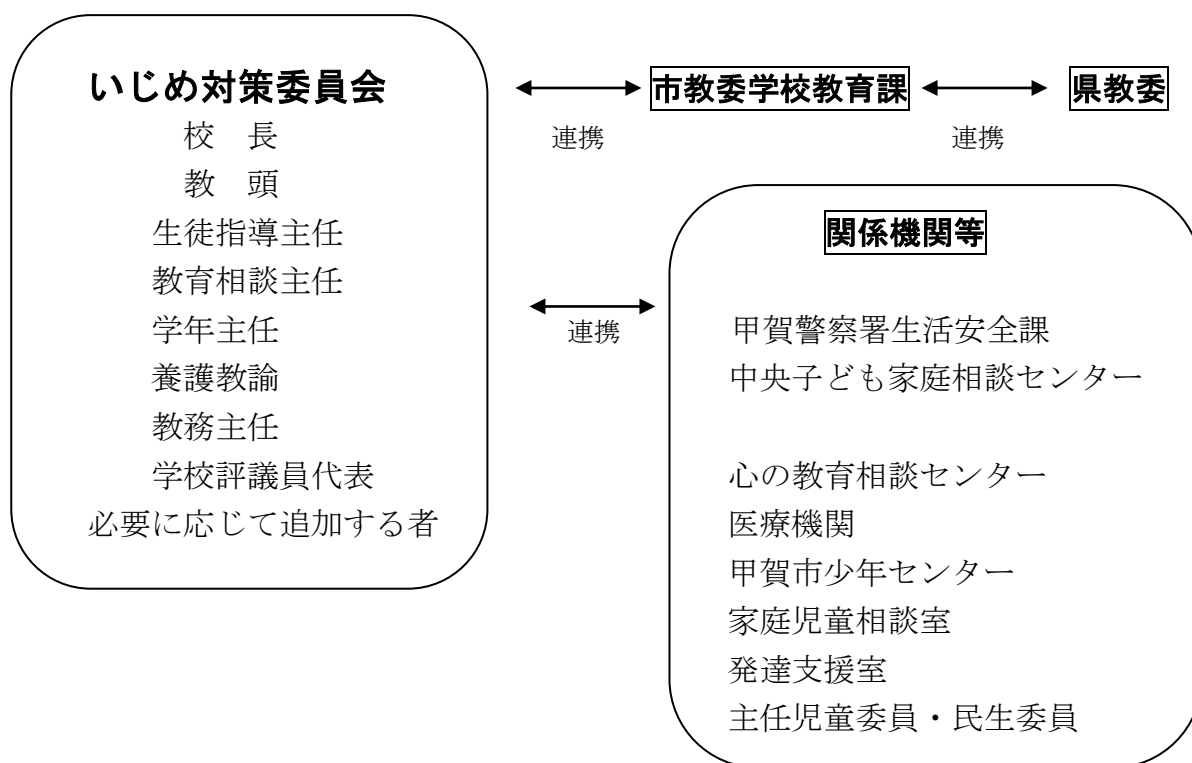 いじめ対策委員会
校　長
教　頭
生徒指導主任
教育相談主任
学年主任
養護教諭
教務主任
学校評議員代表
必要に応じて追加する者
連携
市教委学校教育課
連携
県教委
連携
関係機関等
甲賀警察署生活安全課
中央子ども家庭相談センター
心の教育相談センター
医療機関
甲賀市少年センター
家庭児童相談室
発達支援室
主任児童委員・民生委員